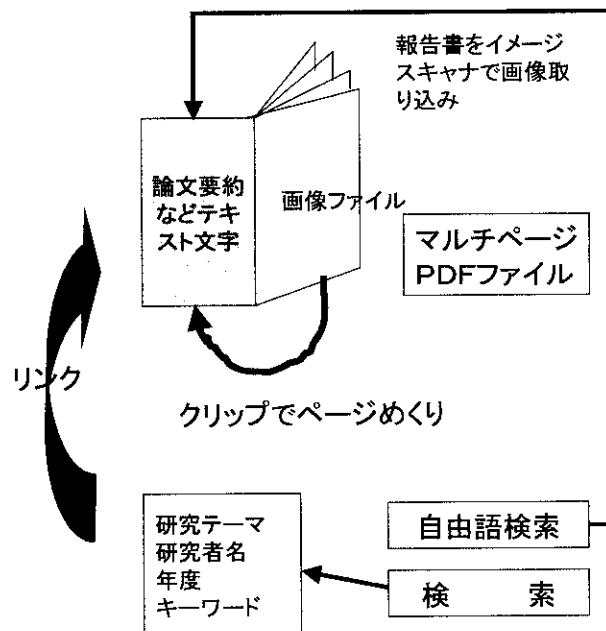 報告書をイメージ
スキャナで画像取
り込み
論文要約
などテキ
スト文字
画像ファイル
マルチページ
PDFファイル
リンク
クリップでページめくり
研究テーマ
研究者名
年度
キーワード
自由語検索
検　　索